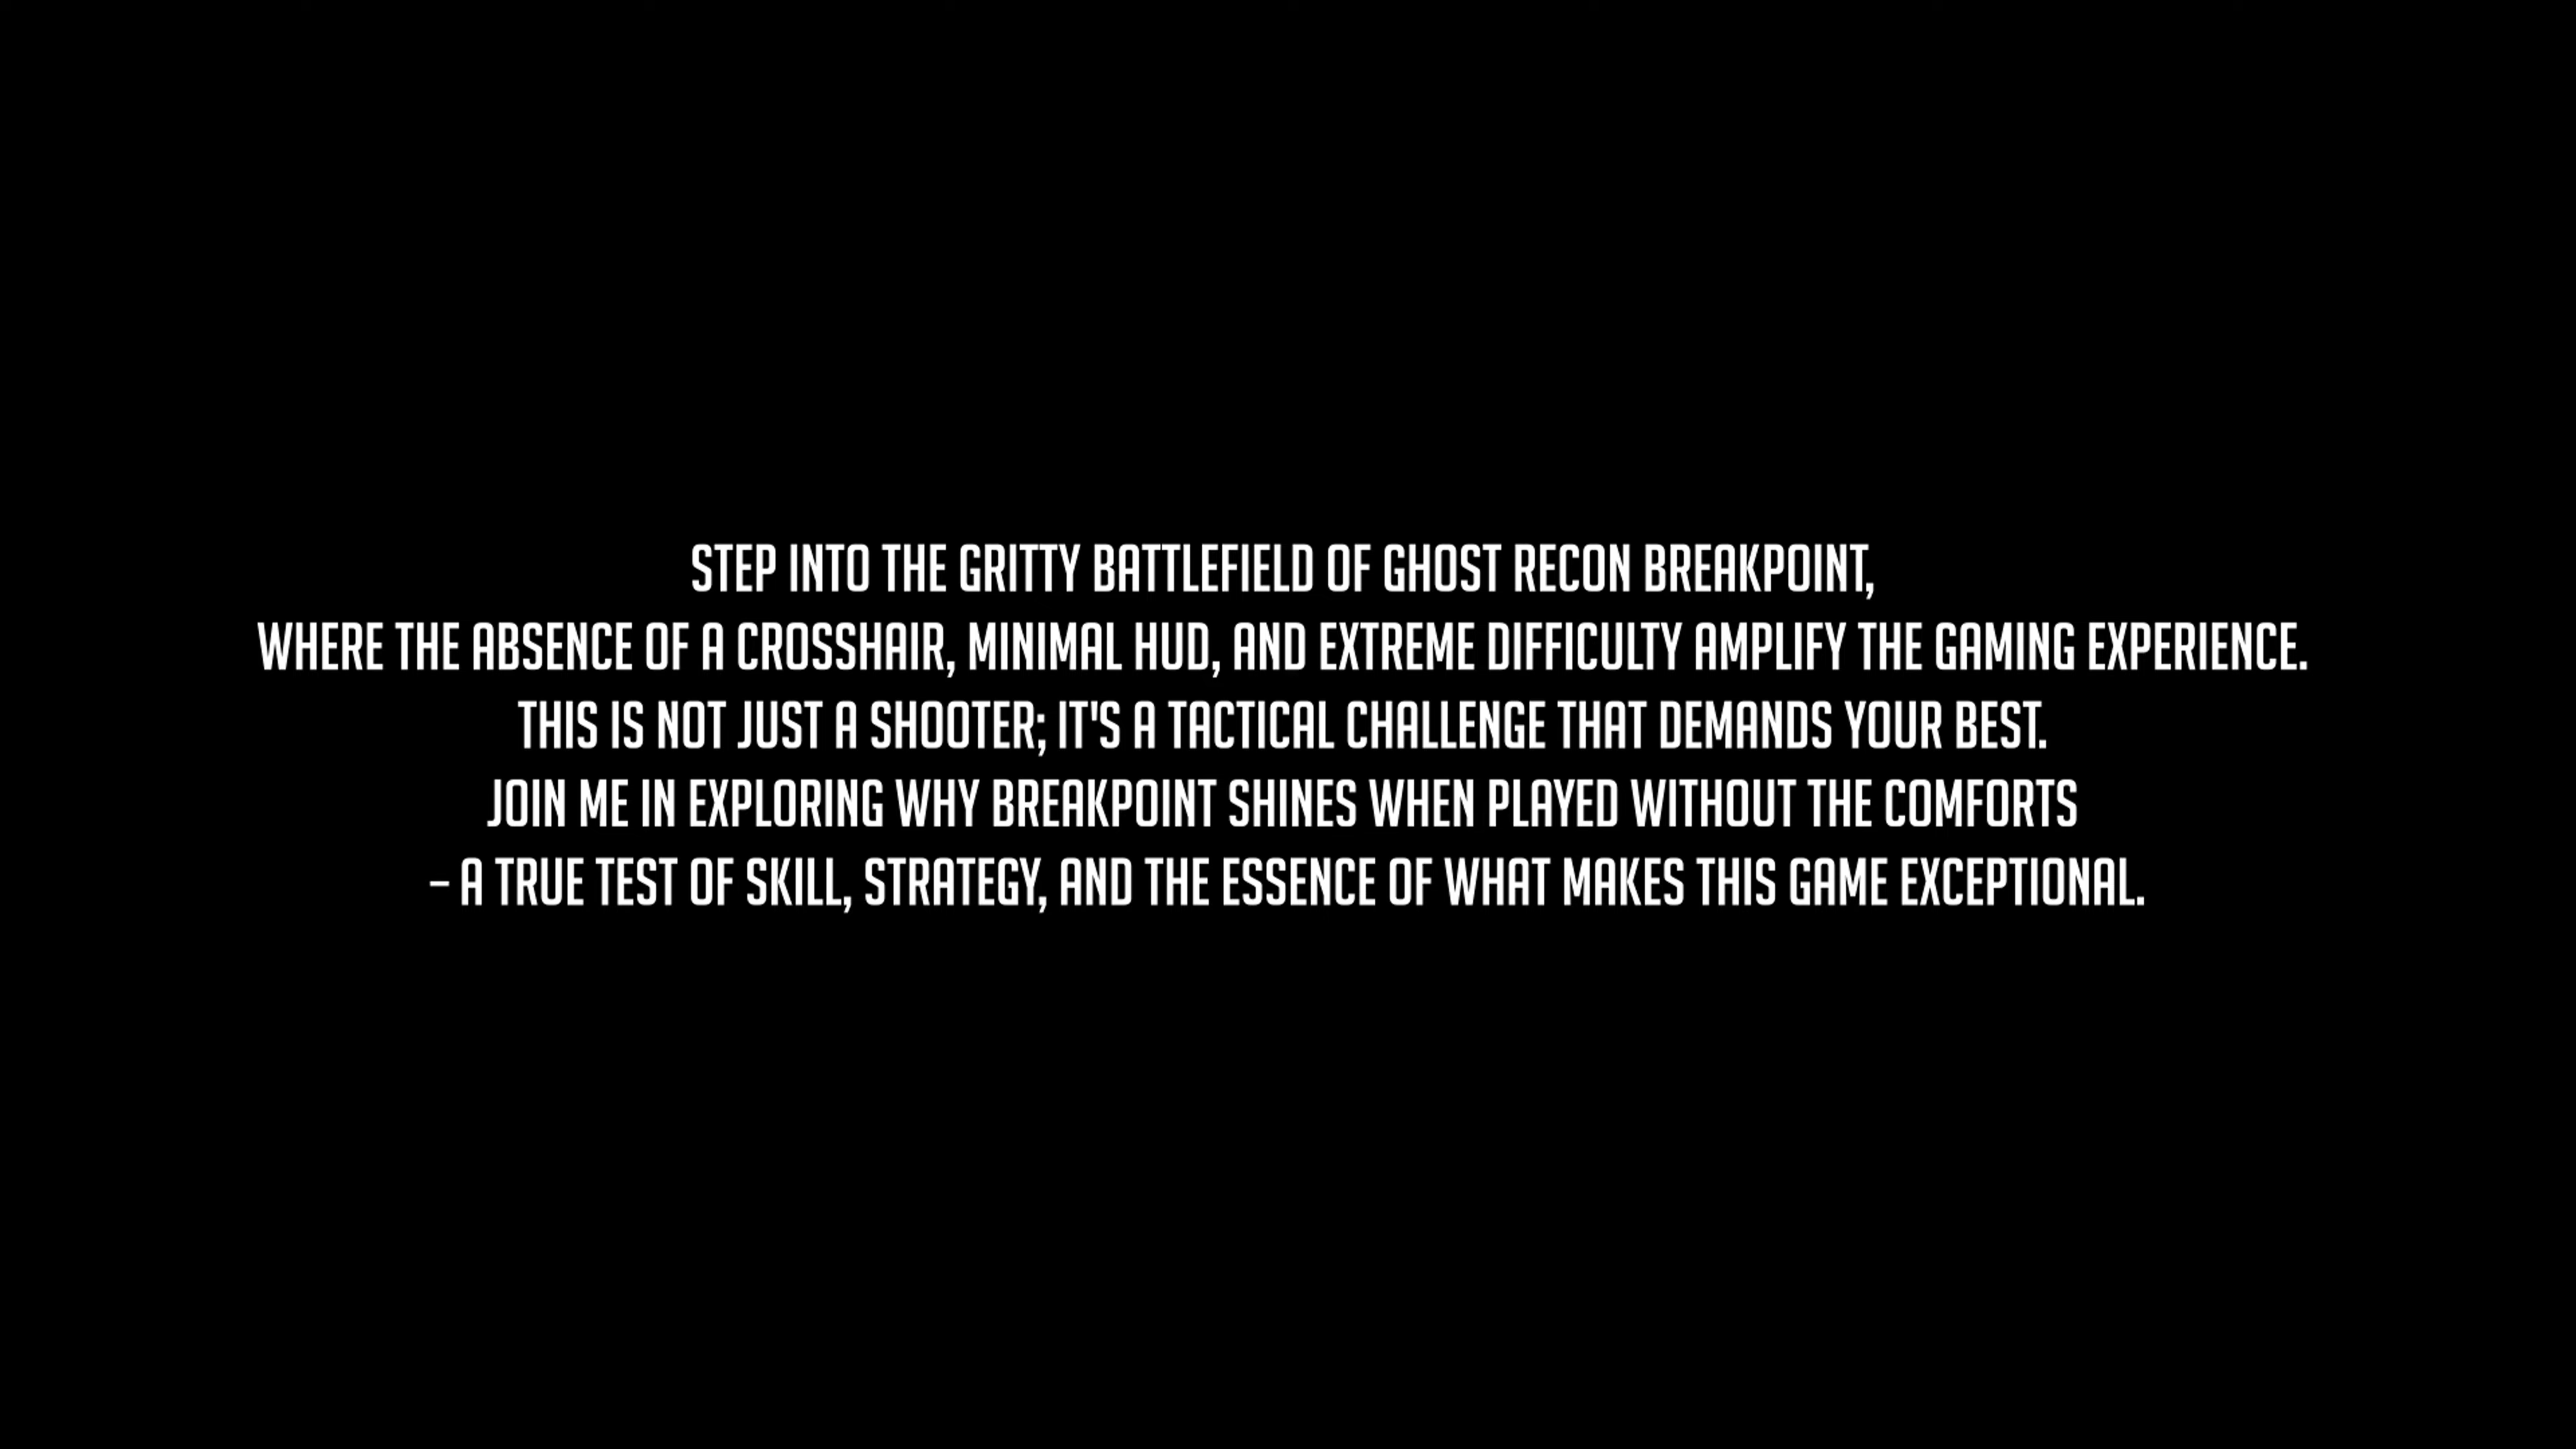 STEP INTO THE GRITTY BATTLEFIELD OF GHOST RECON BREAKPOINT,
WHERE THE ABSENCE OF A CROSSHAIR, MINIMAL HUD, AND EXTREME DIFFICULTY AMPLIFY THE GAMING EXPERIENCE.
THIS IS NOT JUST A SHOOTER; IT'S A TACTICAL CHALLENGE THAT DEMANDS YOUR BEST.
JOIN ME IN EXPLORING WHY BREAKPOINT SHINES WHEN PLAYED WITHOUT THE COMFORTS
– A TRUE TEST OF SKILL, STRATEGY, AND THE ESSENCE OF WHAT MAKES THIS GAME EXCEPTIONAL.